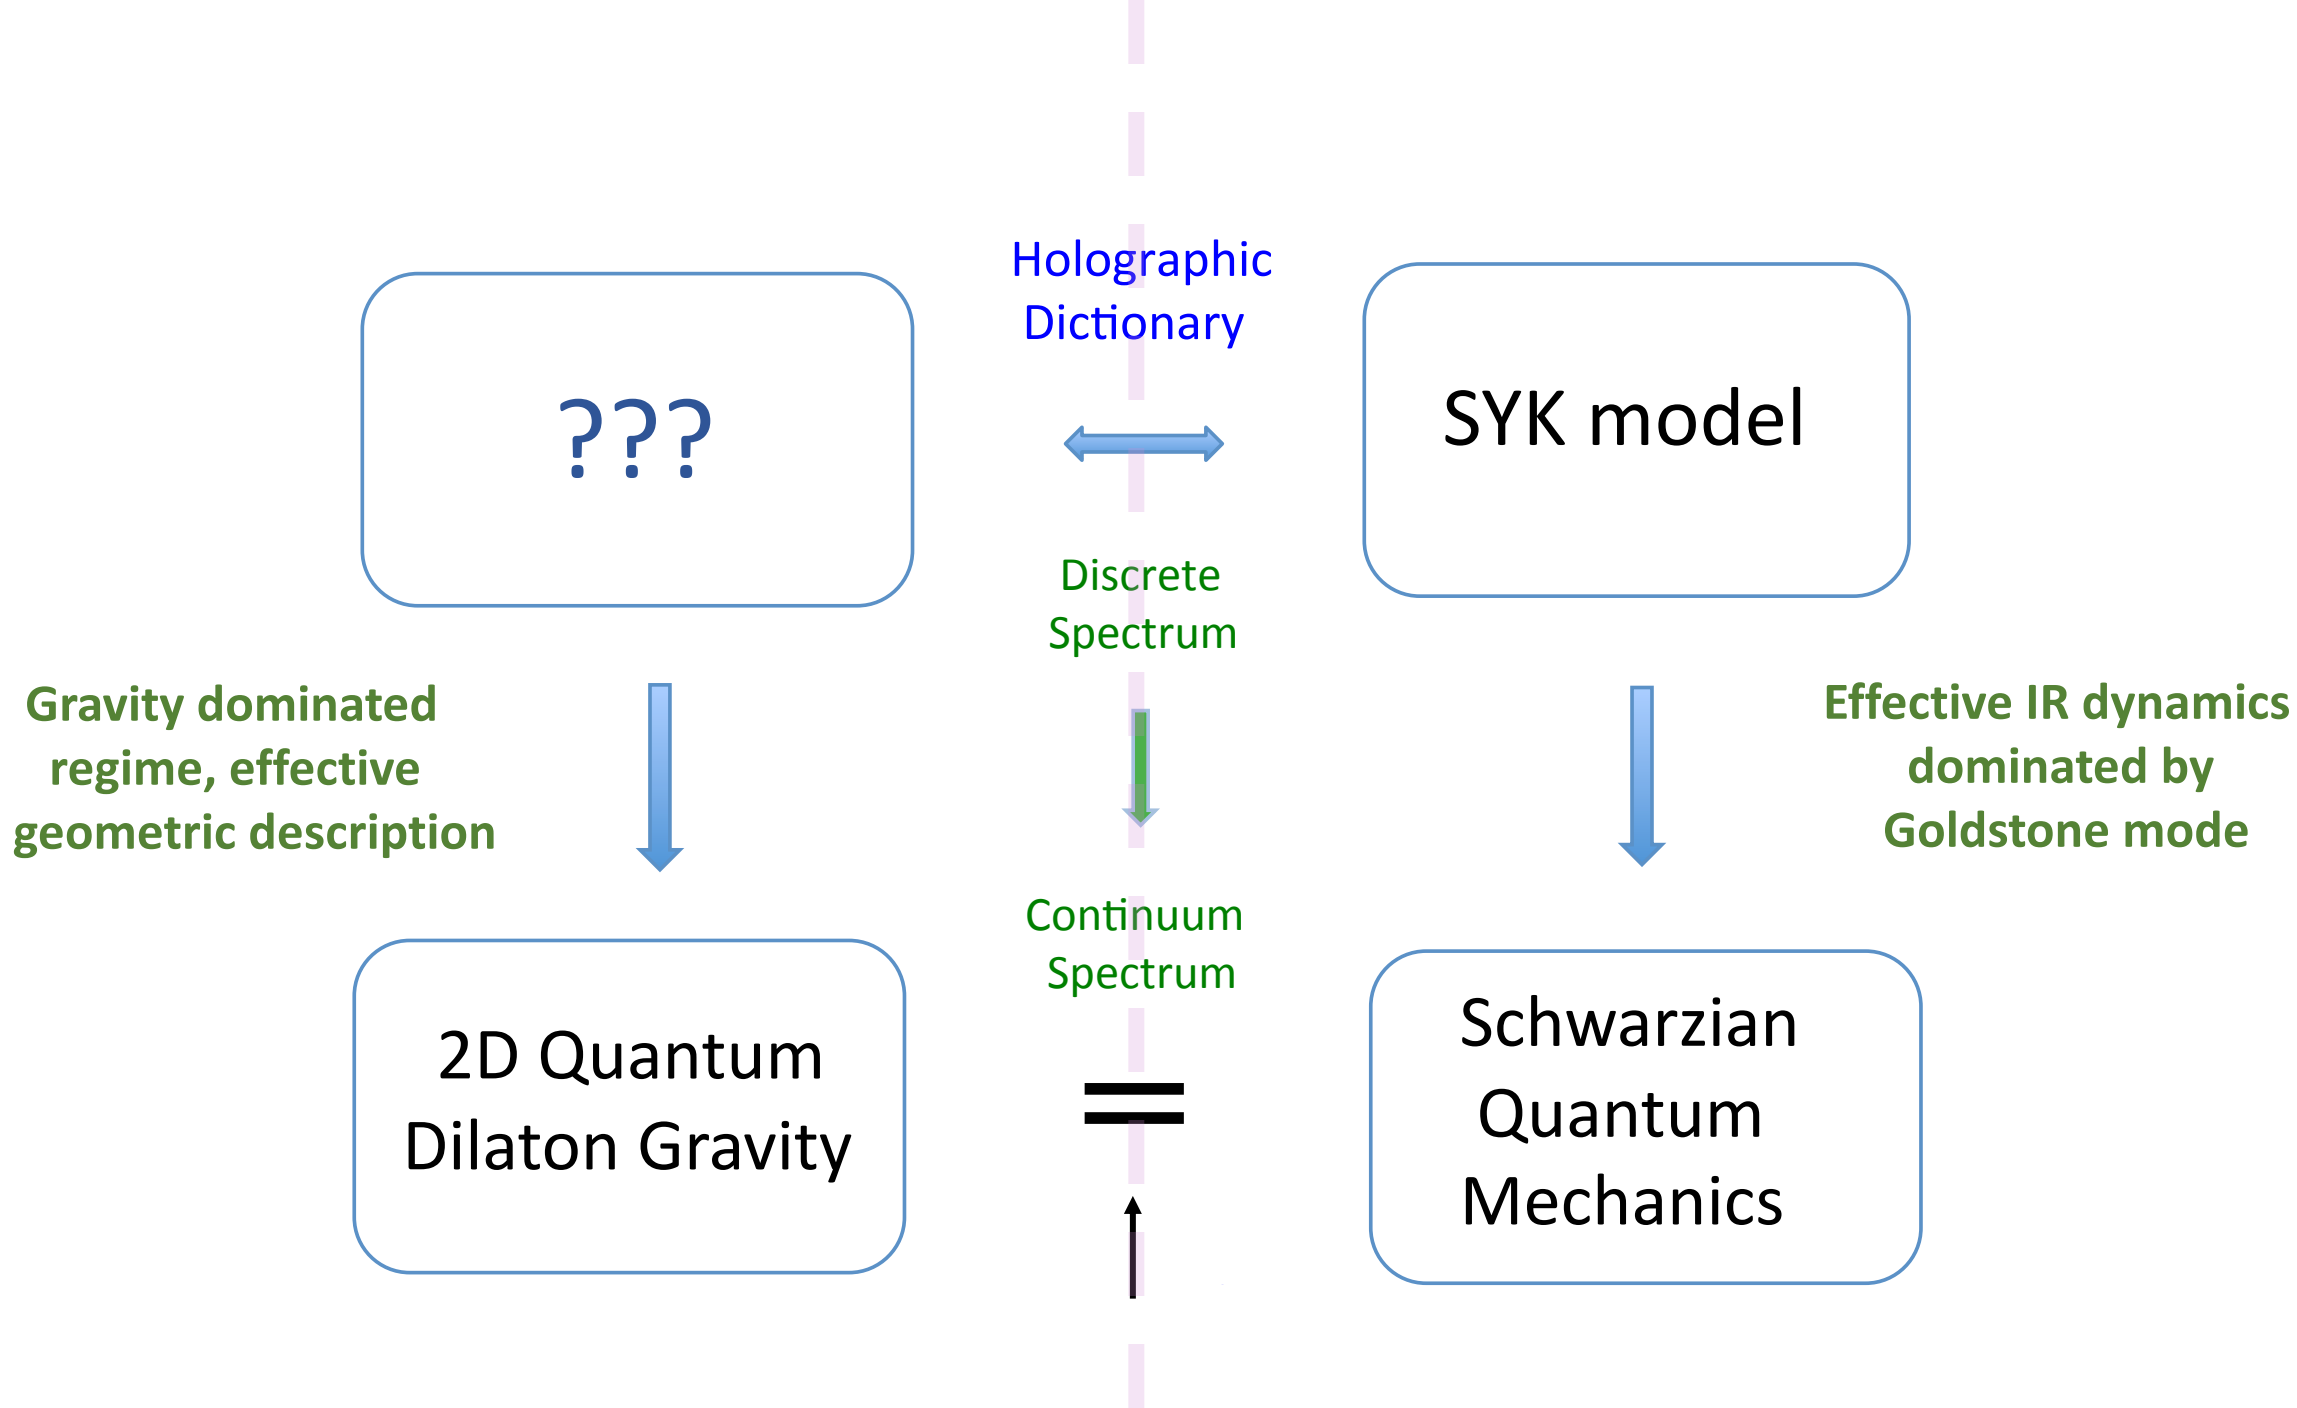 Holographic
Dictionary
???
SYK model
Discrete
Spectrum
Gravity dominated
regime, effective
geometric description
Effective IR dynamics
dominated by
Goldstone mode
Continuum
Spectrum
2D Quantum
Dilaton Gravity
=
Schwarzian
Quantum
Mechanics